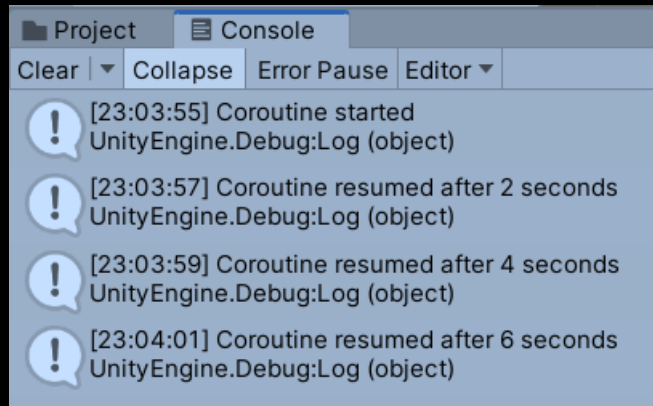 Project Console
Clear Collapse Error Pause Editor
[23:03:55] Coroutine started
UnityEngine.Debug:Log (object)
[23:03:57] Coroutine resumed after 2 seconds
UnityEngine.Debug:Log (object)
[23:03:59] Coroutine resumed after 4 seconds
UnityEngine.Debug:Log (object)
[23:04:01] Coroutine resumed after 6 seconds
UnityEngine.Debug:Log (object)